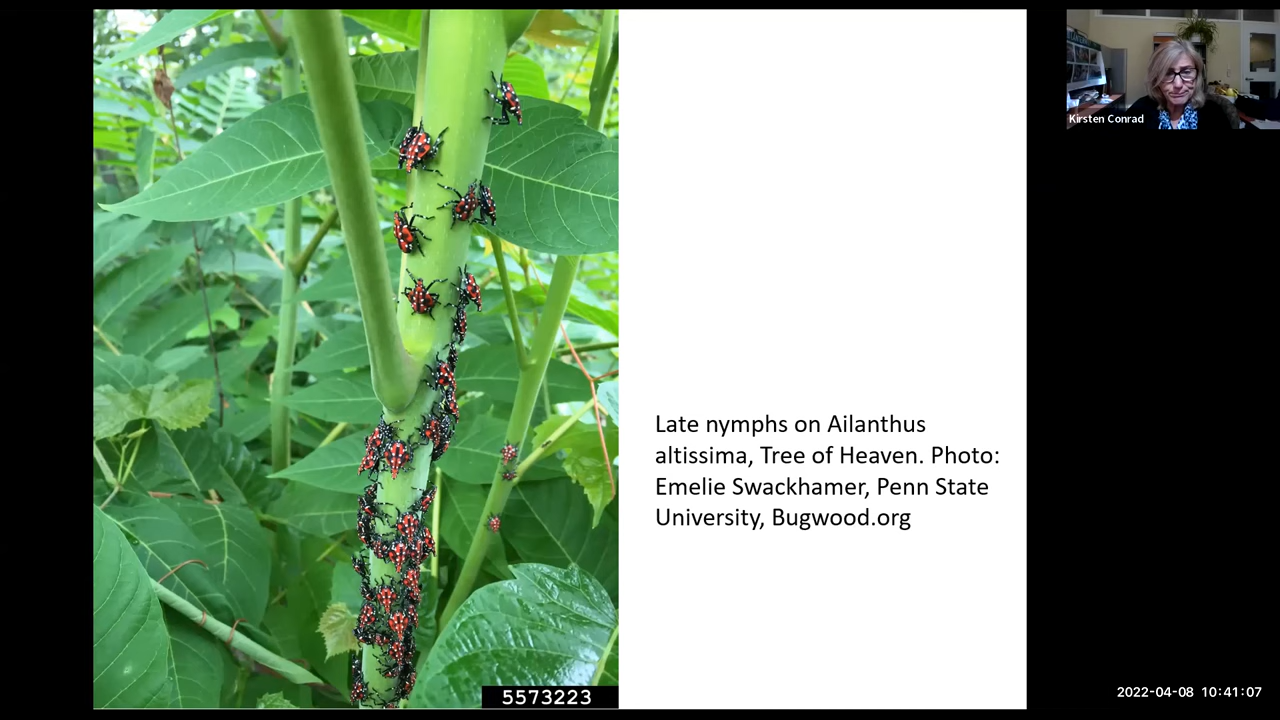 Kirsten Conrad
Late nymphs on Ailanthus
altissima, Tree of Heaven. Photo:
Emelie Swackhamer, Penn State
University, Bugwood.org
5573223
2022-04-08 10:41:07